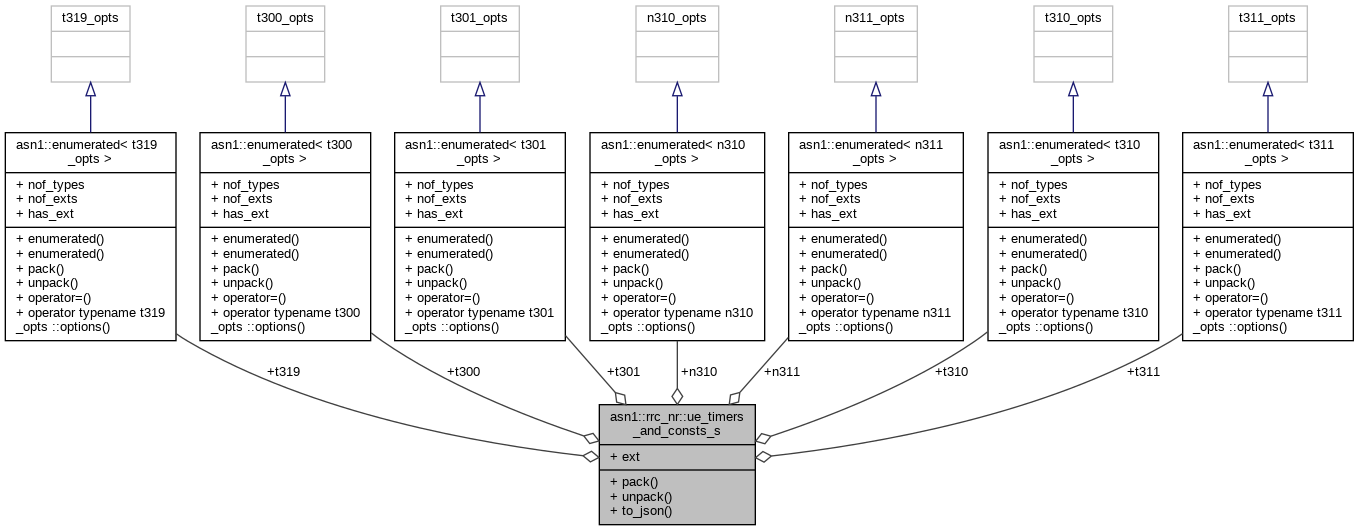 t319_opts
t300_opts
t301_opts
n310_opts
n311_opts
t310_opts
t311_opts
asn1::enumerated< t319
_opts >
+ nof_types
+ nof_exts
+ has_ext
+ enumerated()
+ enumerated()
+ pack()
+ unpack()
+ operator=()
+ operator typename t319
_opts ::options()
asn1::enumerated< t300
_opts >
+ nof_types
+ nof_exts
+ has_ext
+ enumerated()
+ enumerated()
+ pack()
+ unpack()
+ operator=()
+ operator typename t300
_opts ::options()
asn1::enumerated< t301
_opts >
+ nof_types
+ nof_exts
+ has_ext
+ enumerated()
+ enumerated()
+ pack()
+ unpack()
+ operator=()
+ operator typename t301
_opts ::options()
asn1::enumerated< n310
_opts >
+ nof_types
+ nof_exts
+ has_ext
+ enumerated()
+ enumerated()
+ pack()
+ unpack()
+ operator=()
+ operator typename n310
_opts ::options()
asn1::enumerated< n311
_opts >
+ nof_types
+ nof_exts
+ has_ext
+ enumerated()
+ enumerated()
+ pack()
+ unpack()
+ operator=()
+ operator typename n311
_opts ::options()
asn1::enumerated< t310
_opts >
+ nof_types
+ nof_exts
+ has_ext
+ enumerated()
+ enumerated()
+ pack()
+ unpack()
+ operator=()
+ operator typename t310
_opts ::options()
asn1::enumerated< t311
_opts >
+ nof_types
+ nof_exts
+ has_ext
+ enumerated()
+ enumerated()
+ pack()
+ unpack()
+ operator=()
+ operator typename t311
_opts ::options()
+t319
+t300
+t301
+n310
+n311
+t310
+t311
asn1::rrc_nr::ue_timers
_and_consts_s
+ ext
+ pack()
+ unpack()
+ to_json()